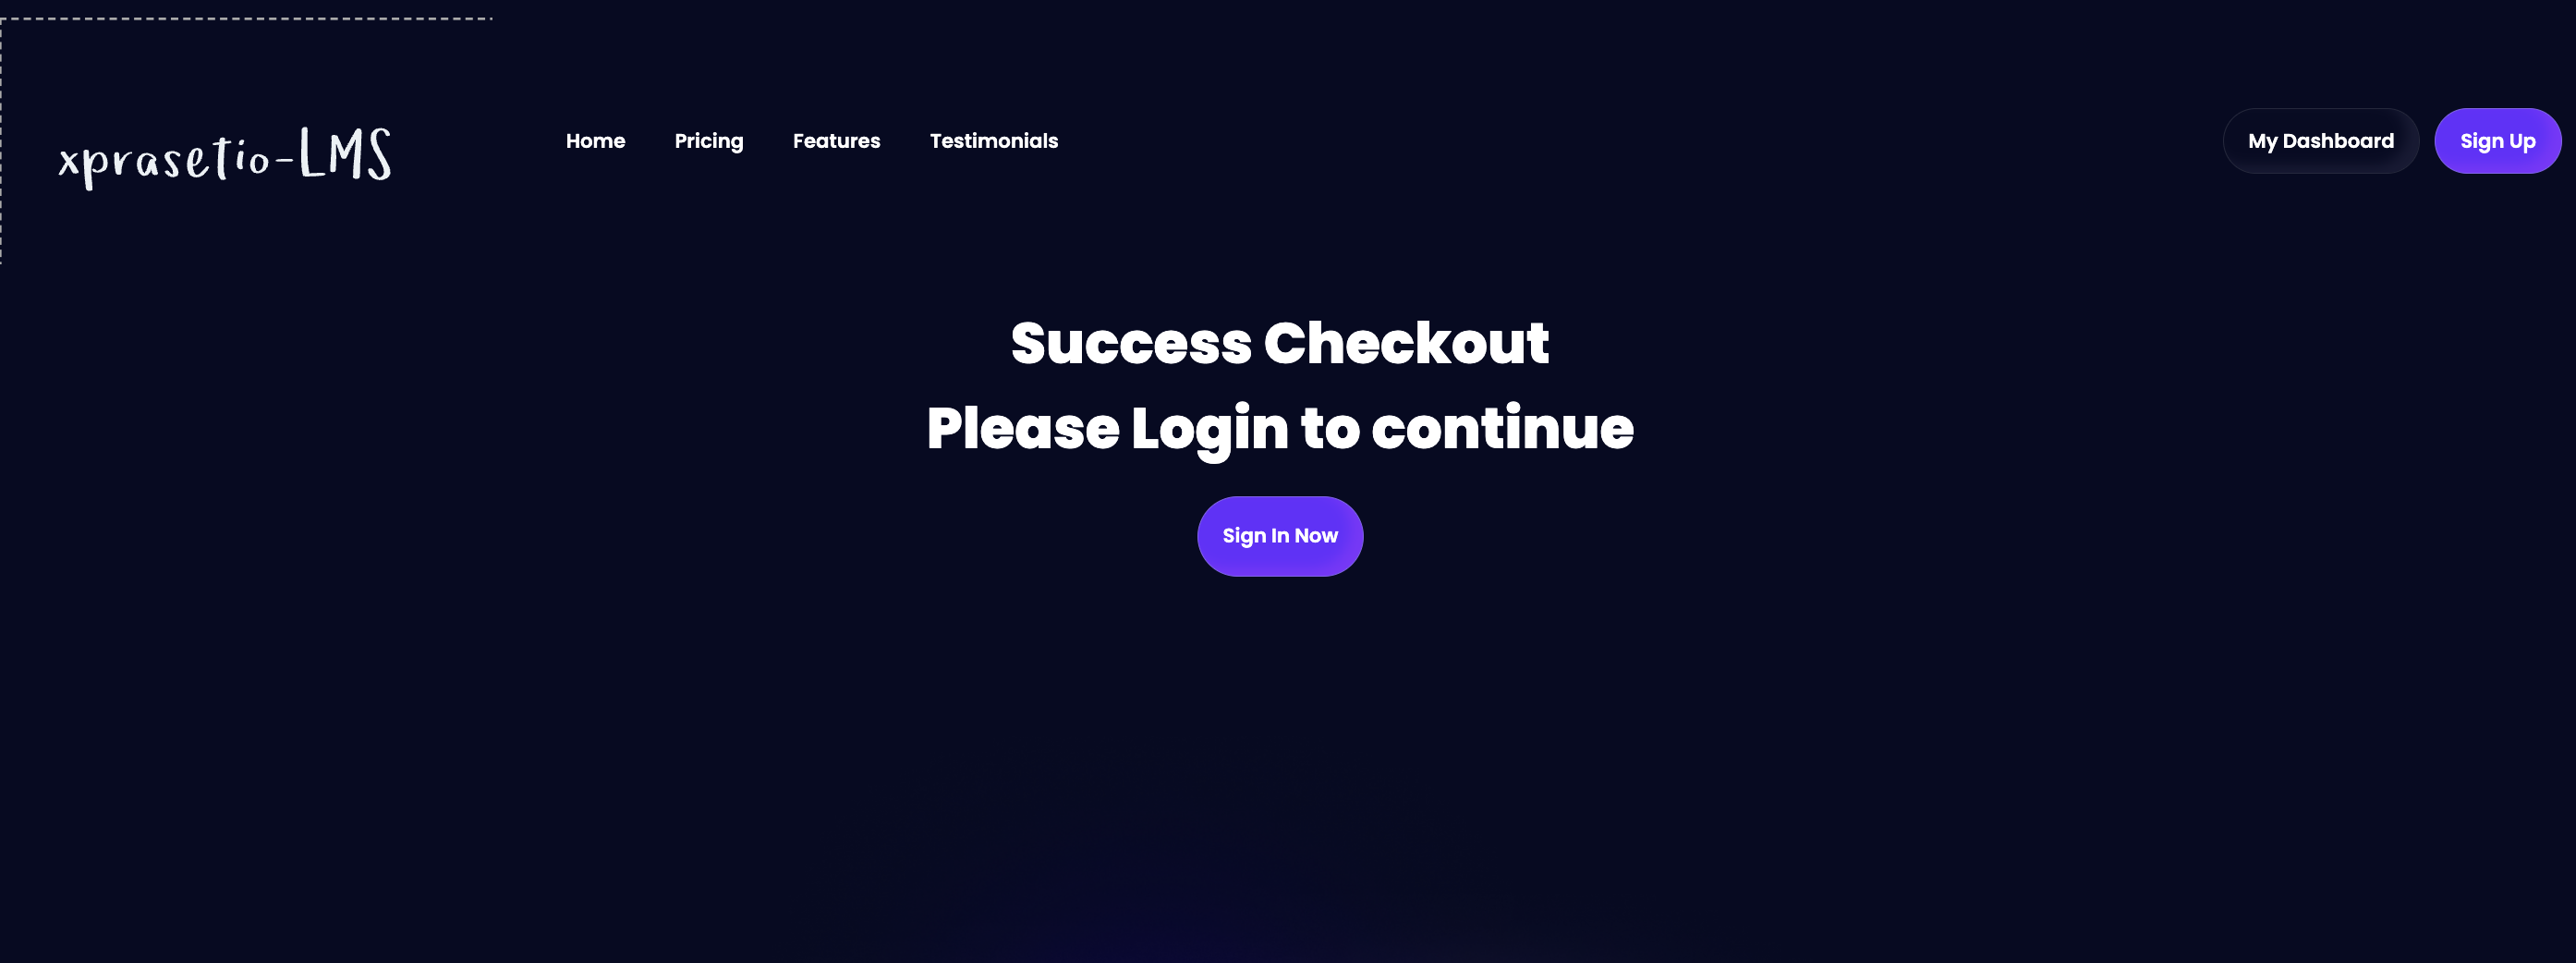 xprasetio-LMS
Home Pricing Features Testimonials
My Dashboard Sign Up
Success Checkout
Please Login to continue
Sign In Now